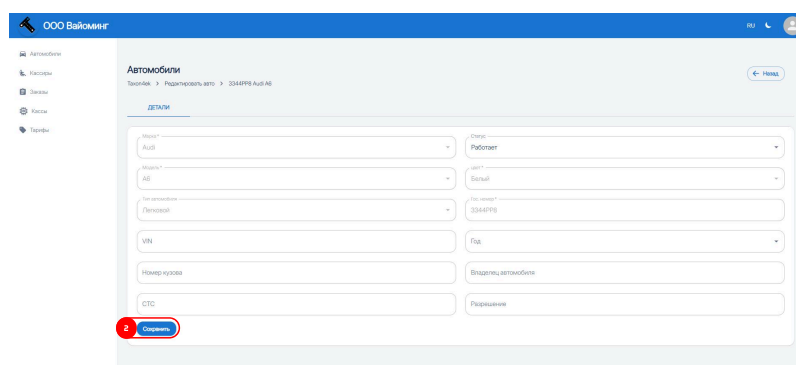 ООО Вайоминг
RU
Автомобили
Кассиры
Заказы
Кассы
Тарифы
Автомобили
Назад
Taxon4ek > Редактировать авто > 3344PP8 Audi A6
ДЕТАЛИ
Марка*
Audi
Статус
Работает
Модель*
A6
Цвет*
Белый
Тип автомобиля
Легковой
Гос. номер*
3344PP8
VIN
Год
Номер кузова
Владелец автомобиля
СТС
Разрешение
2
Сохранить